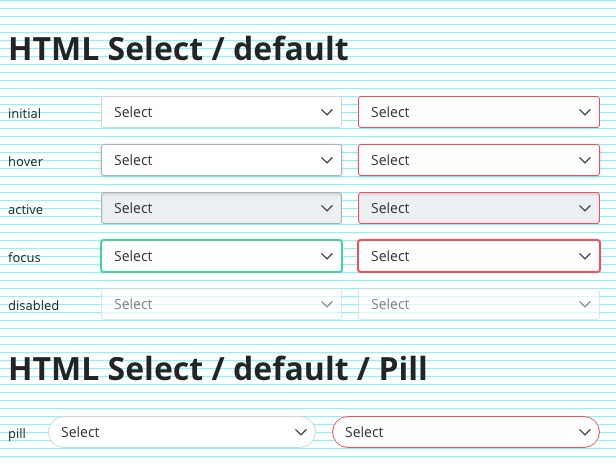 HTML Select / default
initial Select Select
hover Select Select
active Select Select
focus Select Select
disabled Select Select
HTML Select / default / Pill
pill Select Select